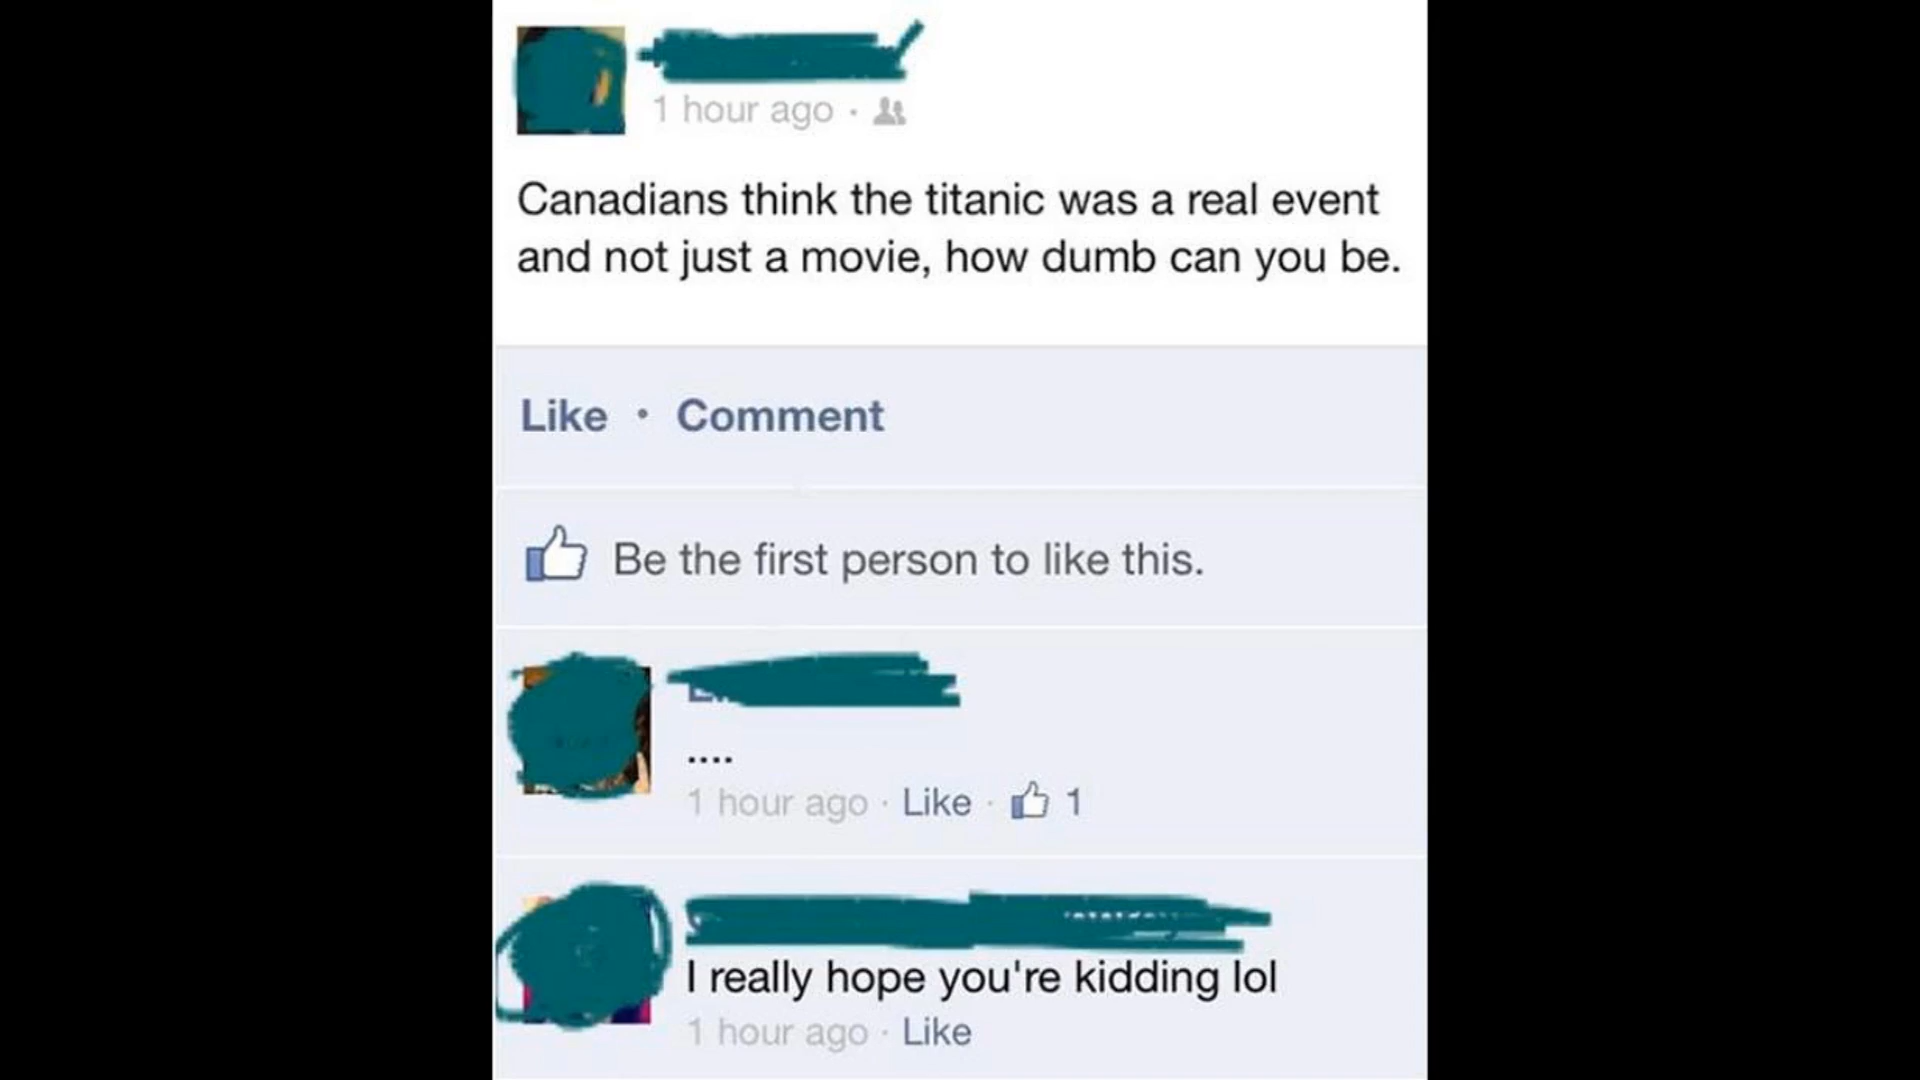 1 hour ago ·
Canadians think the titanic was a real event
and not just a movie, how dumb can you be.
Like · Comment
Be the first person to like this.
....
1 hour ago · Like · 1
I really hope you're kidding lol
1 hour ago · Like